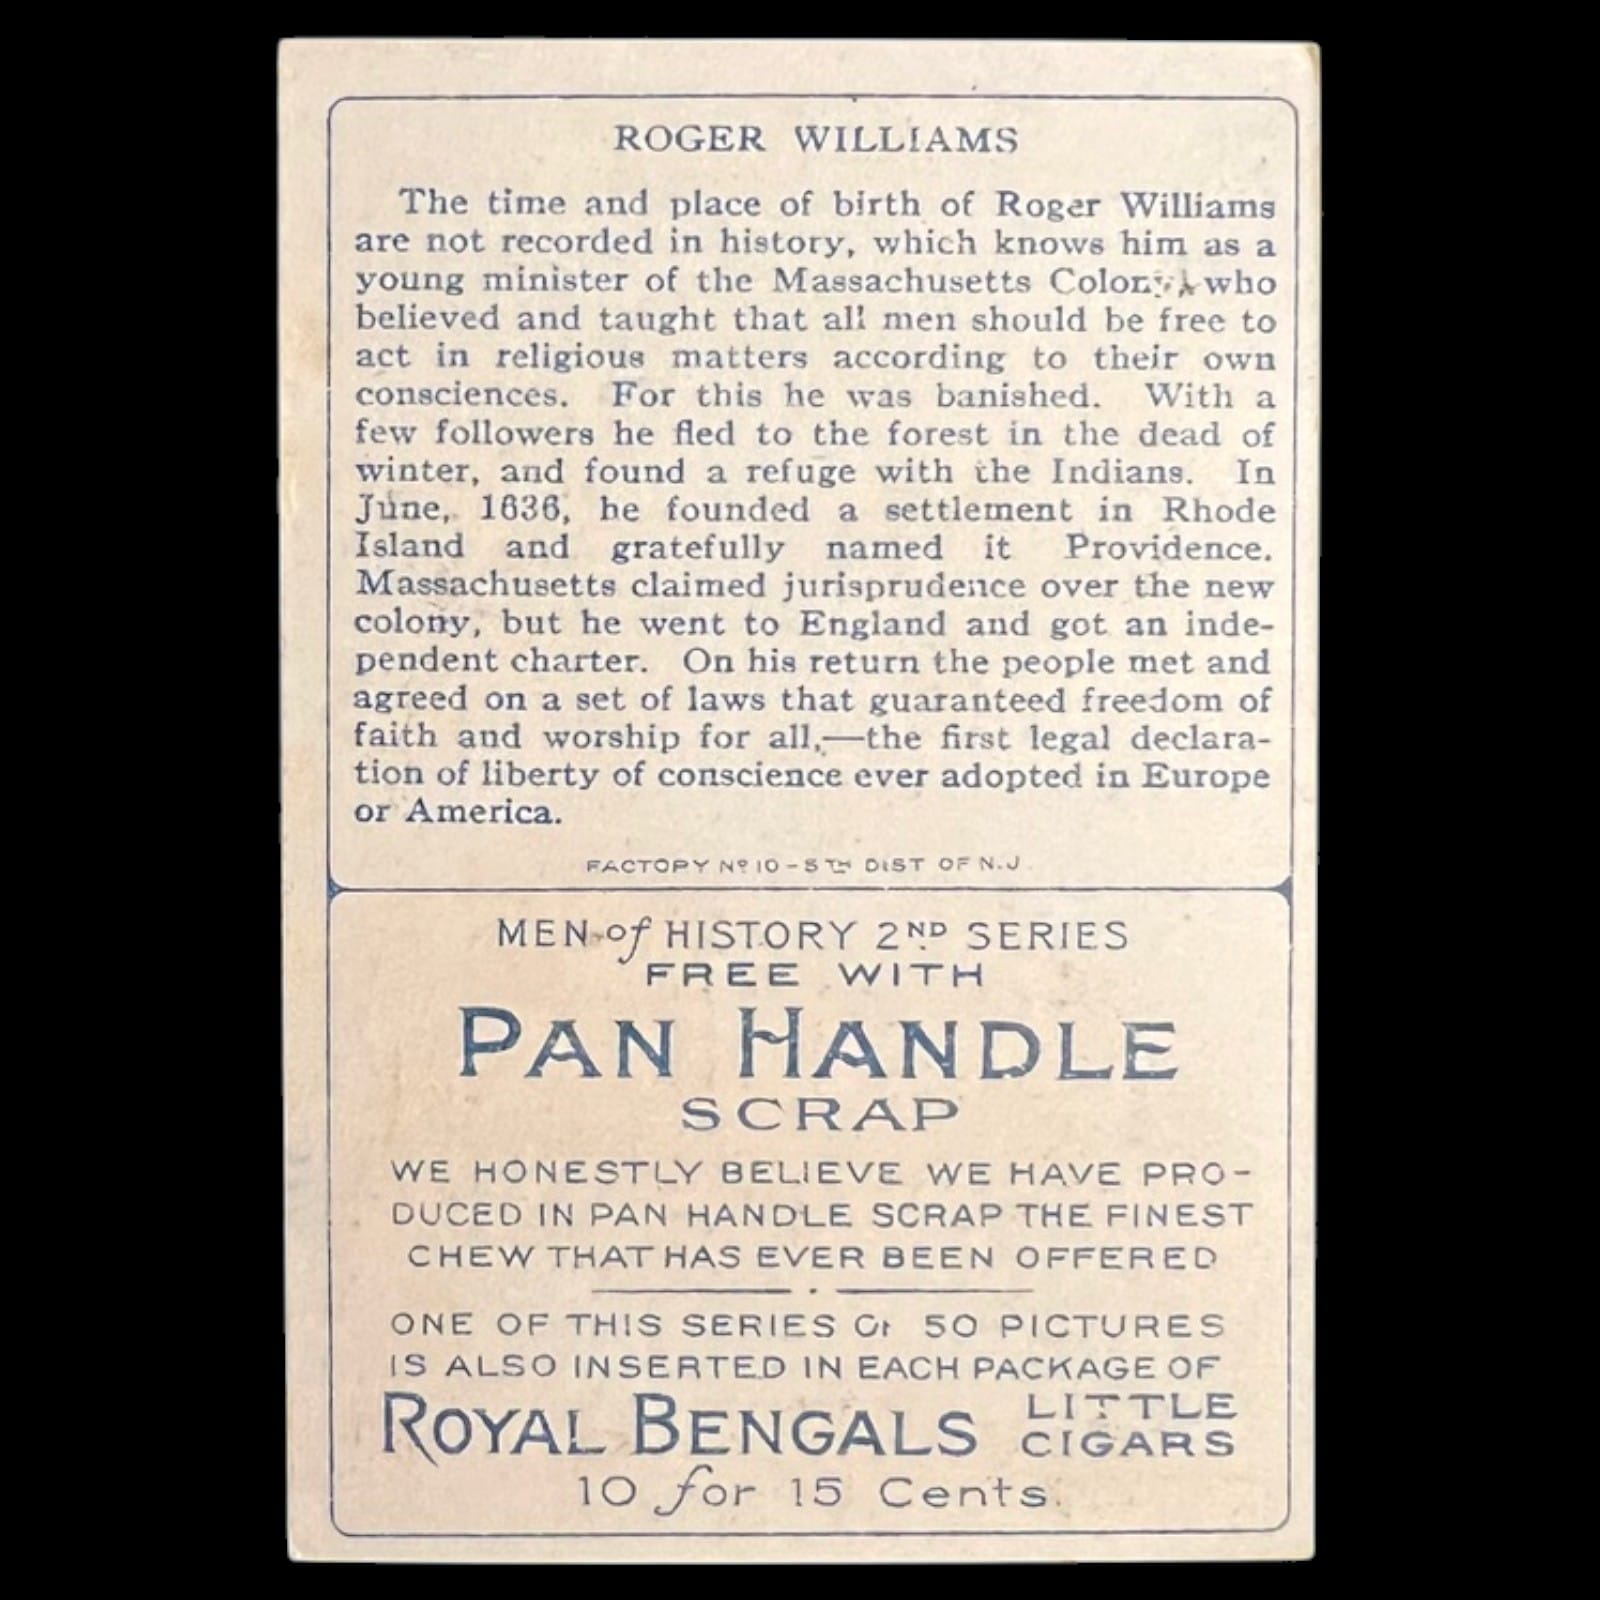 ROGER WILLIAMS
The time and place of birth of Roger Williams
are not recorded in history, which knows him as a
young minister of the Massachusetts Colony who
believed and taught that all men should be free to
act in religious matters according to their own
consciences. For this he was banished. With a
few followers he fled to the forest in the dead of
winter, and found a refuge with the Indians. In
June, 1636, he founded a settlement in Rhode
Island and gratefully named it Providence.
Massachusetts claimed jurisprudence over the new
colony, but he went to England and got an inde-
pendent charter. On his return the people met and
agreed on a set of laws that guaranteed freedom of
faith and worship for all,—the first legal declara-
tion of liberty of conscience ever adopted in Europe
or America.
FACTORY Nº 10 - 5TH DIST OF N.J.
MEN of HISTORY 2ND SERIES
FREE WITH
PAN HANDLE
SCRAP
WE HONESTLY BELIEVE WE HAVE PRO-
DUCED IN PAN HANDLE SCRAP THE FINEST
CHEW THAT HAS EVER BEEN OFFERED
ONE OF THIS SERIES OF 50 PICTURES
IS ALSO INSERTED IN EACH PACKAGE OF
ROYAL BENGALS LITTLE CIGARS
10 for 15 Cents.